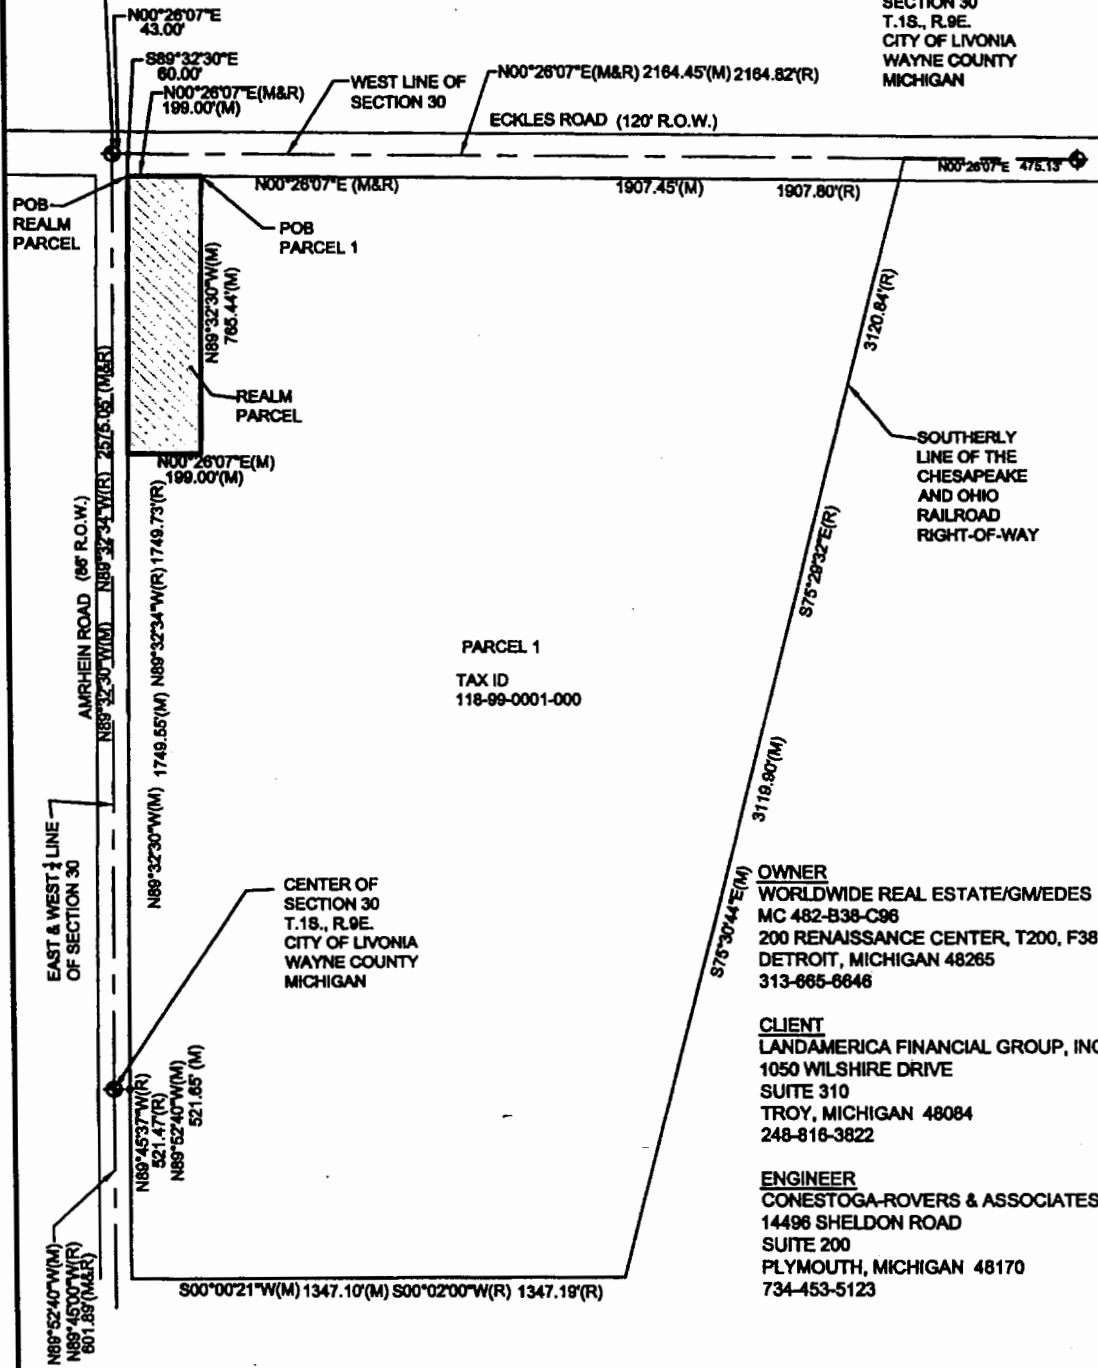 SECTION 30
T.1S., R.9E.
CITY OF LIVONIA
WAYNE COUNTY
MICHIGAN
N00°26'07"E
43.00'
S89°32'30"E
60.00'
N00°26'07"E(M&R)
199.00'(M)
WEST LINE OF
SECTION 30
N00°26'07"E(M&R) 2164.45'(M) 2164.82'(R)
ECKLES ROAD (120' R.O.W.)
N00°26'07"E 475.13'
N00°26'07"E (M&R)
1907.45'(M)
1907.80'(R)
POB
REALM
PARCEL
POB
PARCEL 1
N89°32'30"W(M)
765.44'(M)
REALM
PARCEL
N00°26'07"E(M)
199.00'(M)
3120.84'(R)
SOUTHERLY
LINE OF THE
CHESAPEAKE
AND OHIO
RAILROAD
RIGHT-OF-WAY
S75°29'32"E(R)
AMRHEIN ROAD (86' R.O.W.)
N89°32'30"W(M) N89°32'34"W(R) 2575.05' (M&R)
N89°32'30"W(M) 1749.55'(M) N89°32'34"W(R) 1749.73'(R)
PARCEL 1
TAX ID
118-99-0001-000
3119.90'(M)
S75°30'44"E(M)
EAST & WEST ¼ LINE
OF SECTION 30
CENTER OF
SECTION 30
T.1S., R.9E.
CITY OF LIVONIA
WAYNE COUNTY
MICHIGAN
OWNER
WORLDWIDE REAL ESTATE/GM/EDES
MC 482-B38-C96
200 RENAISSANCE CENTER, T200, F38
DETROIT, MICHIGAN 48265
313-665-6646
CLIENT
LANDAMERICA FINANCIAL GROUP, INC
1050 WILSHIRE DRIVE
SUITE 310
TROY, MICHIGAN 48084
248-816-3822
ENGINEER
CONESTOGA-ROVERS & ASSOCIATES
14496 SHELDON ROAD
SUITE 200
PLYMOUTH, MICHIGAN 48170
734-453-5123
N89°45'37"W(R)
521.47'(R)
N89°52'40"W(M)
521.65' (M)
N89°52'40"W(M)
N89°45'00"W(R)
601.89'(M&R)
S00°00'21"W(M) 1347.10'(M) S00°02'00"W(R) 1347.19'(R)